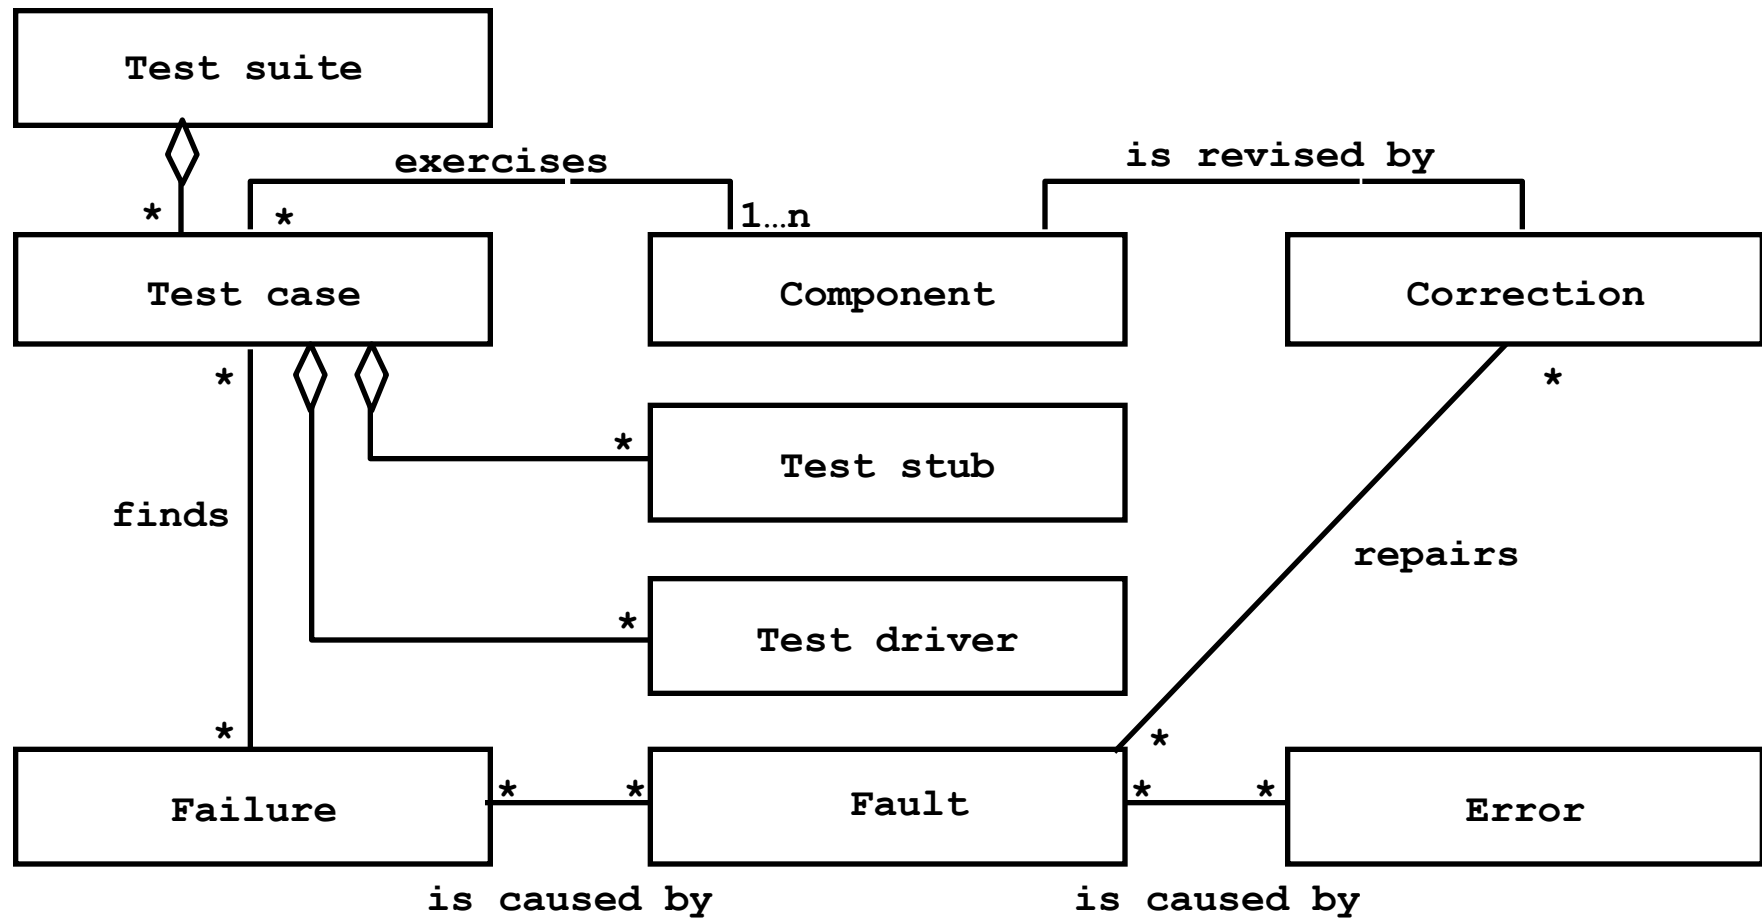 Test suite
exercises
is revised by
* *
1…n
Test case
Component
Correction
*
*
*
Test stub
finds
repairs
*
Test driver
*
*
* *
* *
Failure
Fault
Error
is caused by
is caused by